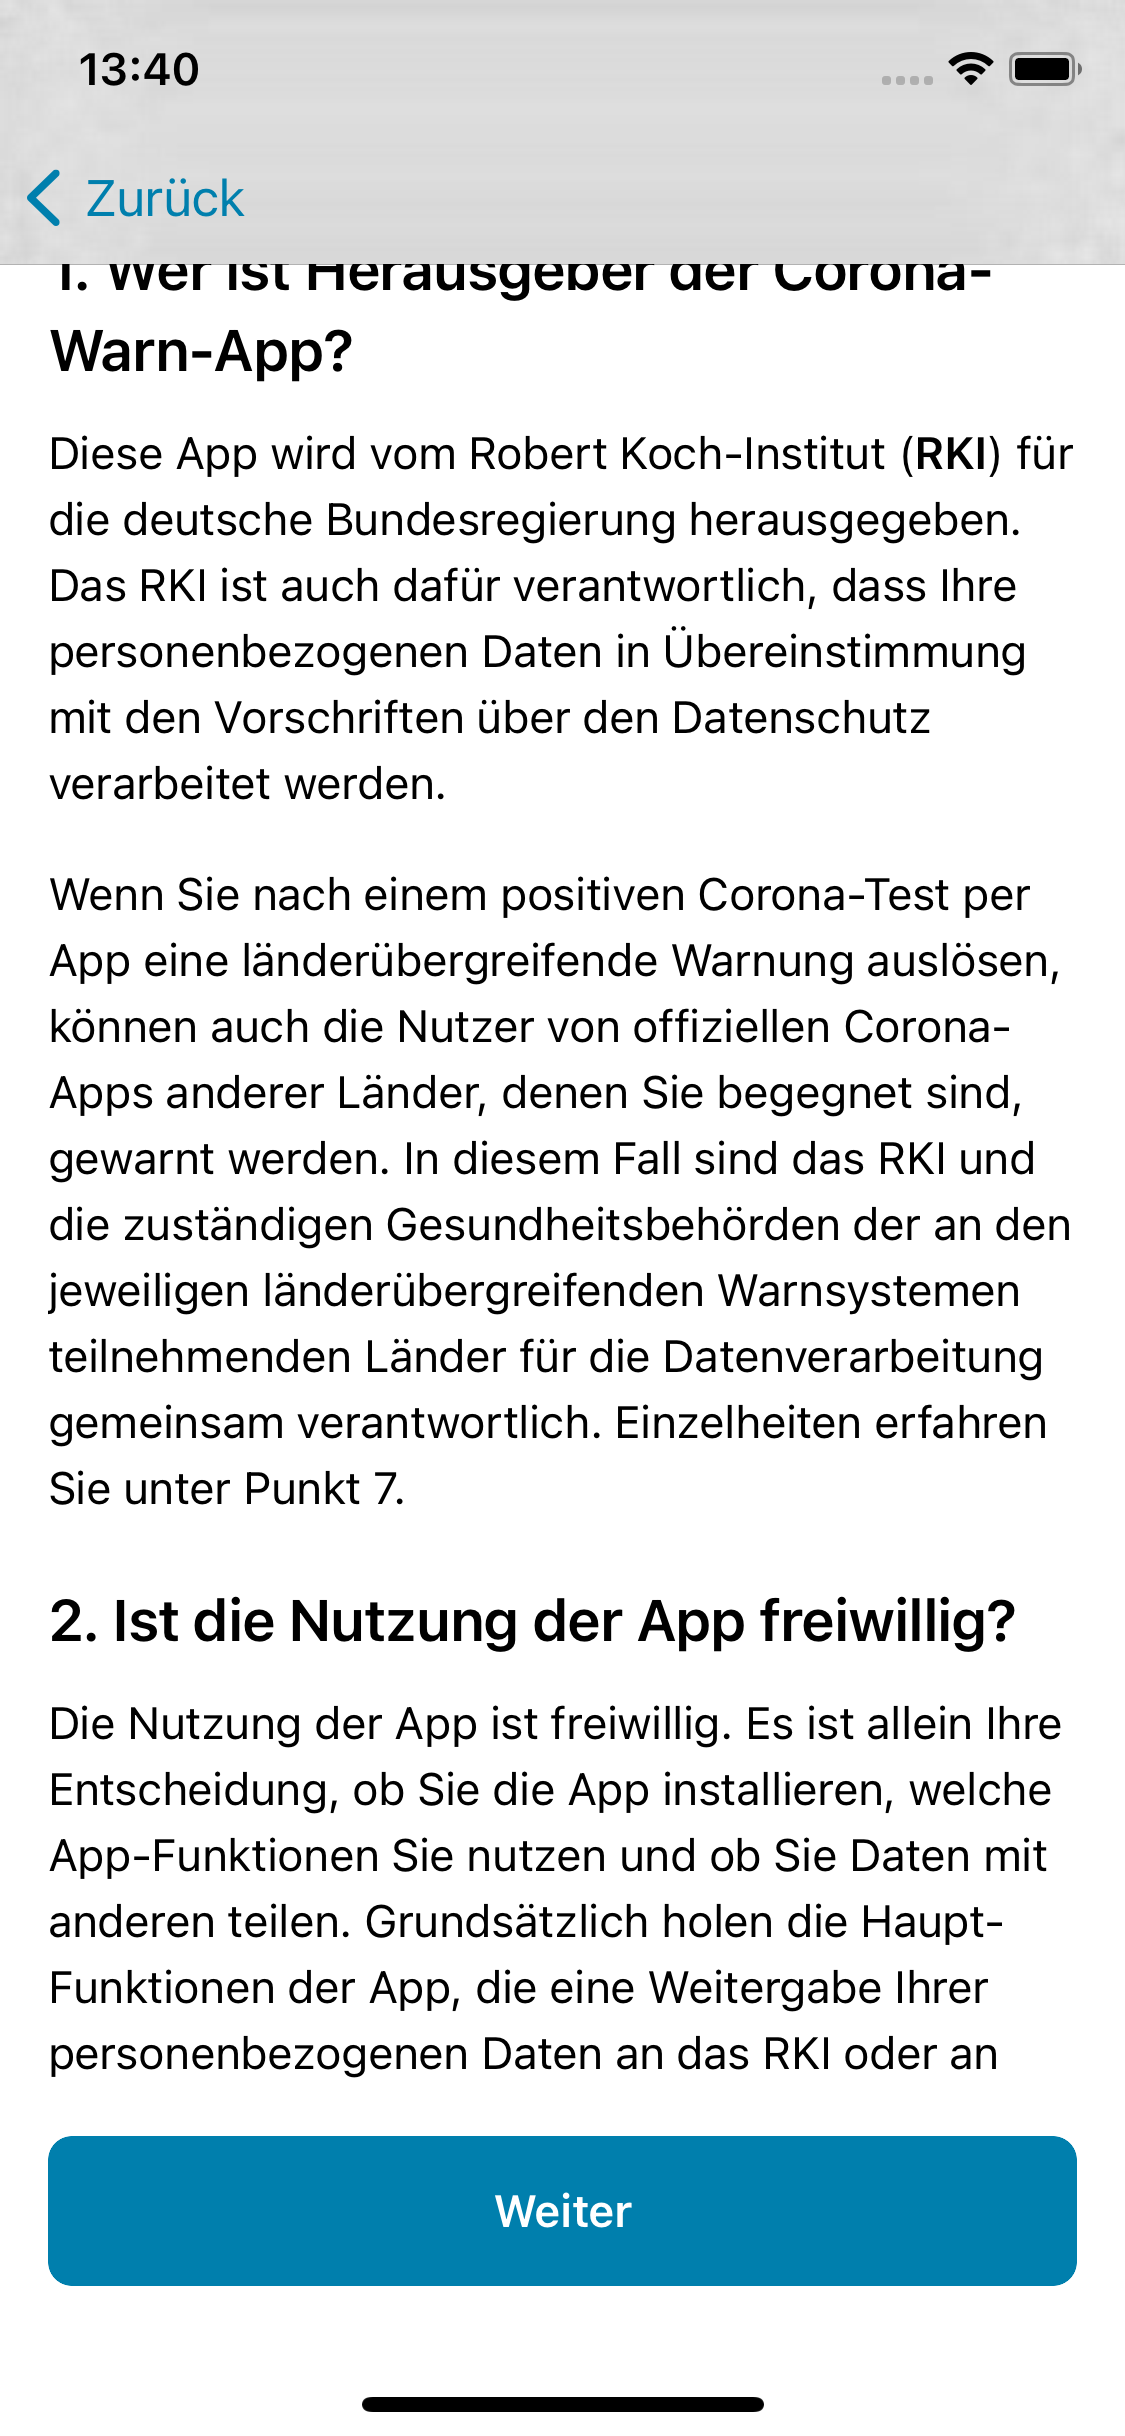 13:40
Zurück
1. Wer ist Herausgeber der Corona-
Warn-App?
Diese App wird vom Robert Koch-Institut (RKI) für
die deutsche Bundesregierung herausgegeben.
Das RKI ist auch dafür verantwortlich, dass Ihre
personenbezogenen Daten in Übereinstimmung
mit den Vorschriften über den Datenschutz
verarbeitet werden.
Wenn Sie nach einem positiven Corona-Test per
App eine länderübergreifende Warnung auslösen,
können auch die Nutzer von offiziellen Corona-
Apps anderer Länder, denen Sie begegnet sind,
gewarnt werden. In diesem Fall sind das RKI und
die zuständigen Gesundheitsbehörden der an den
jeweiligen länderübergreifenden Warnsystemen
teilnehmenden Länder für die Datenverarbeitung
gemeinsam verantwortlich. Einzelheiten erfahren
Sie unter Punkt 7.
2. Ist die Nutzung der App freiwillig?
Die Nutzung der App ist freiwillig. Es ist allein Ihre
Entscheidung, ob Sie die App installieren, welche
App-Funktionen Sie nutzen und ob Sie Daten mit
anderen teilen. Grundsätzlich holen die Haupt-
Funktionen der App, die eine Weitergabe Ihrer
personenbezogenen Daten an das RKI oder an
Weiter